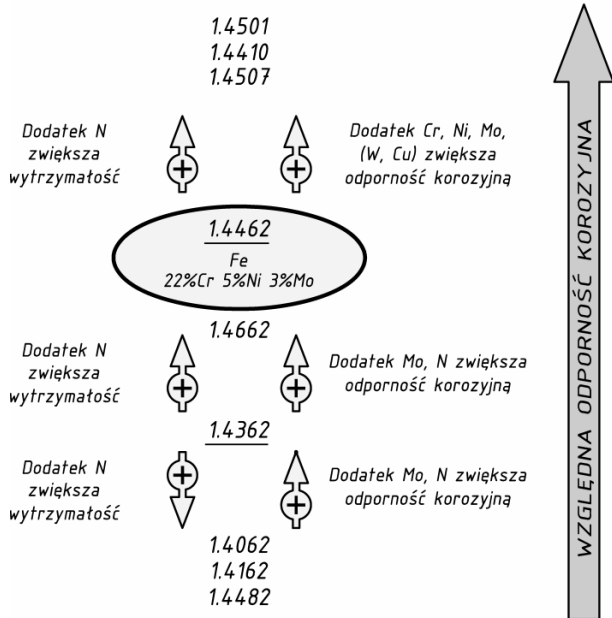 1.4501
1.4410
1.4507
Dodatek N
zwiększa
wytrzymałość
Dodatek Cr, Ni, Mo,
(W, Cu) zwiększa
odporność korozyjną
1.4462
Fe
22%Cr 5%Ni 3%Mo
1.4662
Dodatek N
zwiększa
wytrzymałość
Dodatek Mo, N zwiększa
odporność korozyjną
1.4362
Dodatek N
zwiększa
wytrzymałość
Dodatek Mo, N zwiększa
odporność korozyjną
1.4062
1.4162
1.4482
WZGLĘDNA ODPORNOŚĆ KOROZYJNA